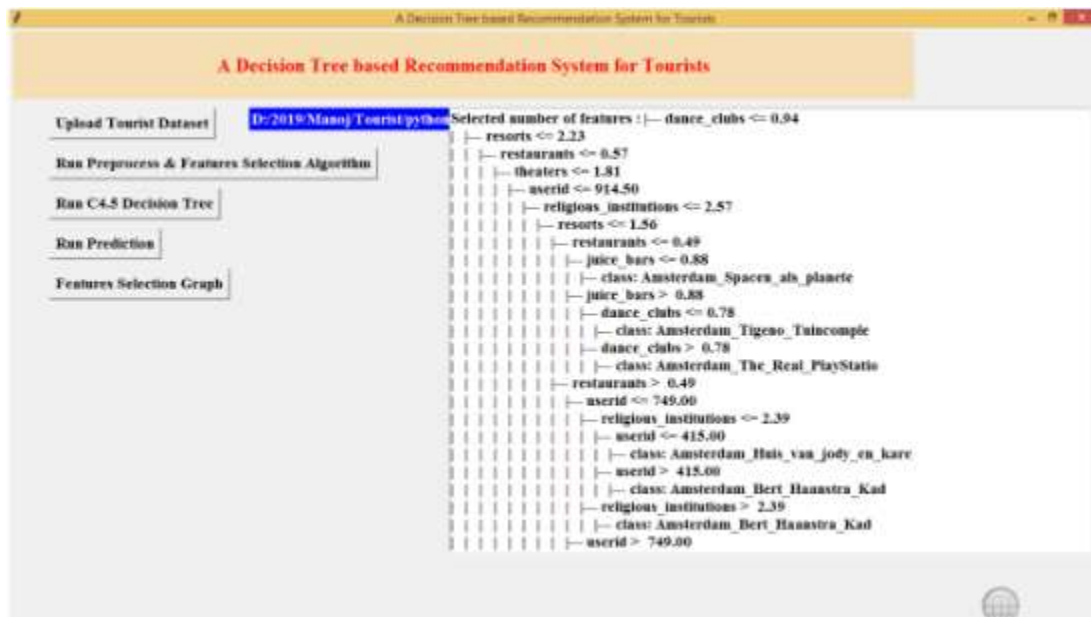 A Decision Tree based Recommendation System for Tourists
A Decision Tree based Recommendation System for Tourists
Upload Tourist Dataset
D:/2019/Manoj/Tourist/python
Run Preprocess & Features Selection Algorithm
Run C4.5 Decision Tree
Run Prediction
Features Selection Graph
Selected number of features : |--- dance_clubs <= 0.94
| |--- resorts <= 2.23
| | |--- restaurants <= 0.57
| | | |--- theaters <= 1.81
| | | | |--- userid <= 914.50
| | | | | |--- religious_institutions <= 2.57
| | | | | | |--- resorts <= 1.56
| | | | | | | |--- restaurants <= 0.49
| | | | | | | | |--- juice_bars <= 0.88
| | | | | | | | | |--- class: Amsterdam_Spacen_als_planete
| | | | | | | | |--- juice_bars > 0.88
| | | | | | | | | |--- dance_clubs <= 0.78
| | | | | | | | | | |--- class: Amsterdam_Tigeno_Tuincomple
| | | | | | | | | |--- dance_clubs > 0.78
| | | | | | | | | | |--- class: Amsterdam_The_Real_PlayStatio
| | | | | | | |--- restaurants > 0.49
| | | | | | | | |--- userid <= 749.00
| | | | | | | | | |--- religious_institutions <= 2.39
| | | | | | | | | | |--- userid <= 415.00
| | | | | | | | | | | |--- class: Amsterdam_Huis_van_jody_en_kare
| | | | | | | | | | |--- userid > 415.00
| | | | | | | | | | | |--- class: Amsterdam_Bert_Haanstra_Kad
| | | | | | | | | |--- religious_institutions > 2.39
| | | | | | | | | | |--- class: Amsterdam_Bert_Haanstra_Kad
| | | | | | | | |--- userid > 749.00